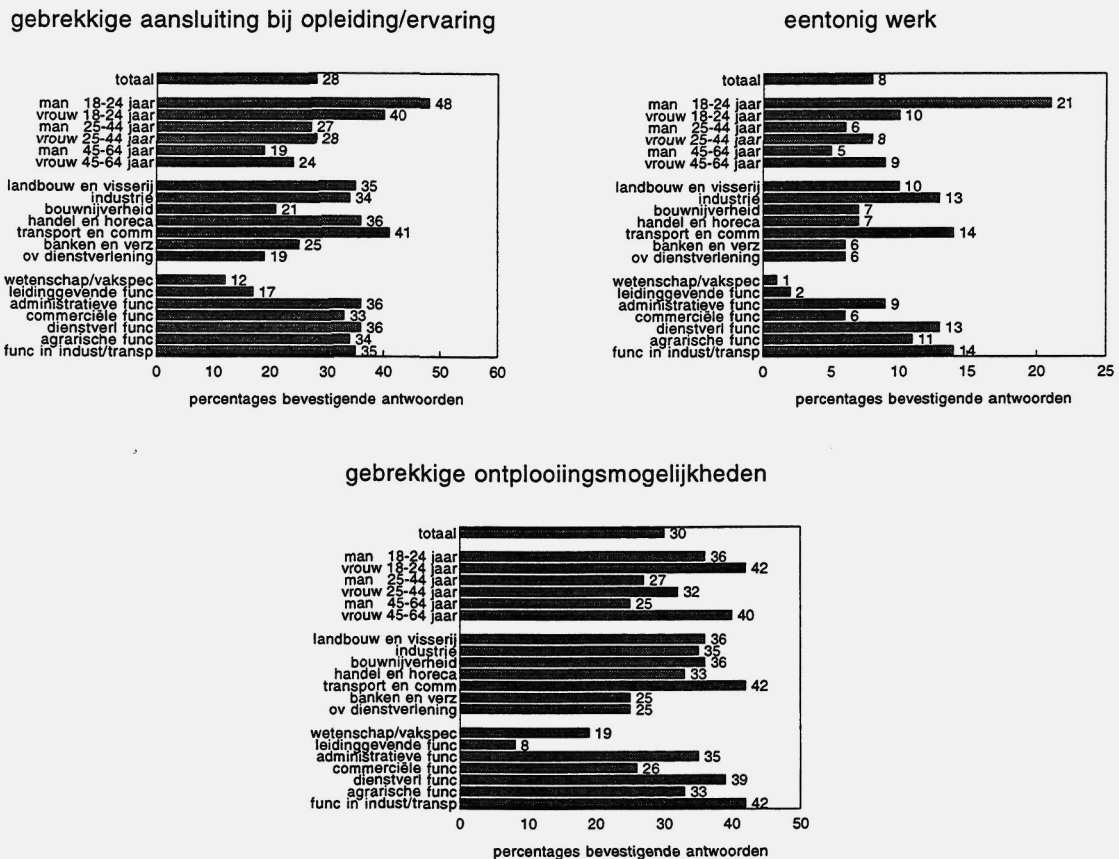 gebrekkige aansluiting bij opleiding/ervaring
totaal 28
man 18-24 jaar 48
vrouw 18-24 jaar 40
man 25-44 jaar 27
vrouw 25-44 jaar 28
man 45-64 jaar 19
vrouw 45-64 jaar 24
landbouw en visserij 35
industrie 34
bouwnijverheid 21
handel en horeca 36
transport en comm 41
banken en verz 25
ov dienstverlening 19
wetenschap/vakspec 12
leidinggevende func 17
administratieve func 36
commerciële func 33
dienstverl func 36
agrarische func 34
func in indust/transp 35
0 10 20 30 40 50 60
percentages bevestigende antwoorden
eentonig werk
totaal 8
man 18-24 jaar 21
vrouw 18-24 jaar 10
man 25-44 jaar 6
vrouw 25-44 jaar 8
man 45-64 jaar 5
vrouw 45-64 jaar 9
landbouw en visserij 10
industrie 13
bouwnijverheid 7
handel en horeca 7
transport en comm 14
banken en verz 6
ov dienstverlening 6
wetenschap/vakspec 1
leidinggevende func 2
administratieve func 9
commerciële func 6
dienstverl func 13
agrarische func 11
func in indust/transp 14
0 5 10 15 20 25
percentages bevestigende antwoorden
gebrekkige ontplooiingsmogelijkheden
totaal 30
man 18-24 jaar 36
vrouw 18-24 jaar 42
man 25-44 jaar 27
vrouw 25-44 jaar 32
man 45-64 jaar 25
vrouw 45-64 jaar 40
landbouw en visserij 36
industrie 35
bouwnijverheid 36
handel en horeca 33
transport en comm 42
banken en verz 25
ov dienstverlening 25
wetenschap/vakspec 19
leidinggevende func 8
administratieve func 35
commerciële func 26
dienstverl func 39
agrarische func 33
func in indust/transp 42
0 10 20 30 40 50
percentages bevestigende antwoorden